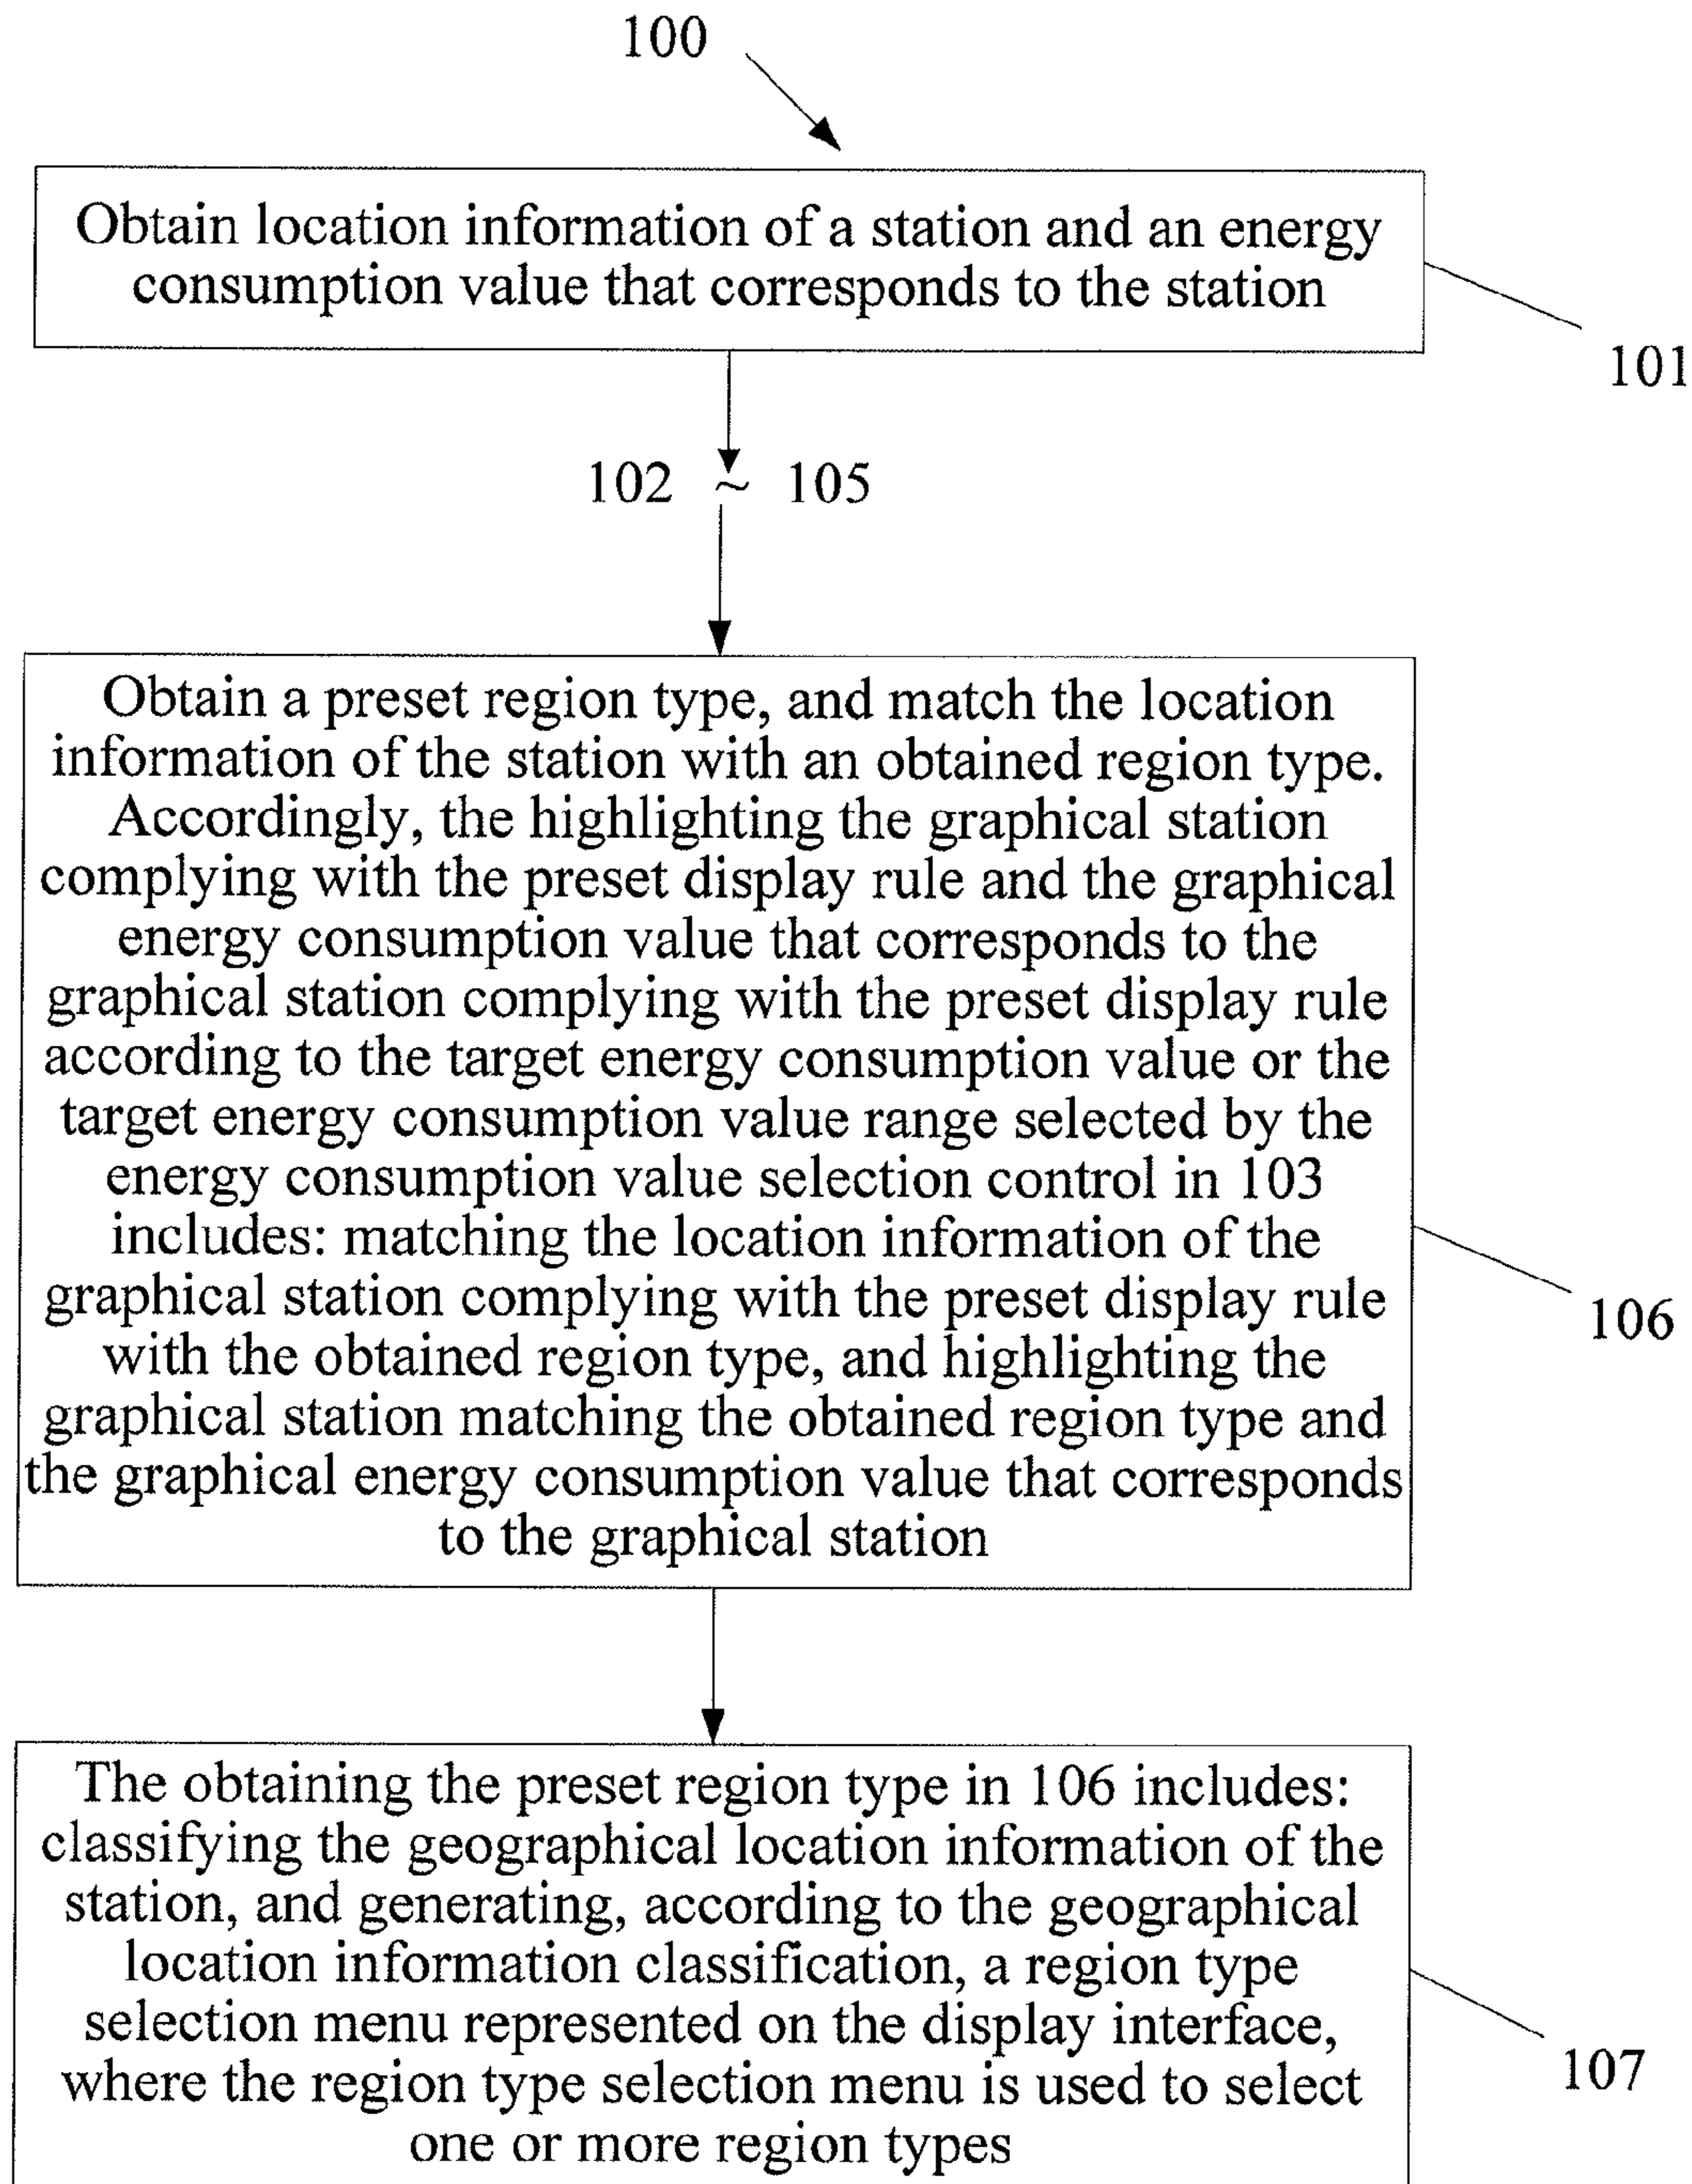 100
Obtain location information of a station and an energy
consumption value that corresponds to the station
101
102 ~ 105
Obtain a preset region type, and match the location
information of the station with an obtained region type.
Accordingly, the highlighting the graphical station
complying with the preset display rule and the graphical
energy consumption value that corresponds to the
graphical station complying with the preset display rule
according to the target energy consumption value or the
target energy consumption value range selected by the
energy consumption value selection control in 103
includes: matching the location information of the
graphical station complying with the preset display rule
with the obtained region type, and highlighting the
graphical station matching the obtained region type and
the graphical energy consumption value that corresponds
to the graphical station
106
The obtaining the preset region type in 106 includes:
classifying the geographical location information of the
station, and generating, according to the geographical
location information classification, a region type
selection menu represented on the display interface,
where the region type selection menu is used to select
one or more region types
107